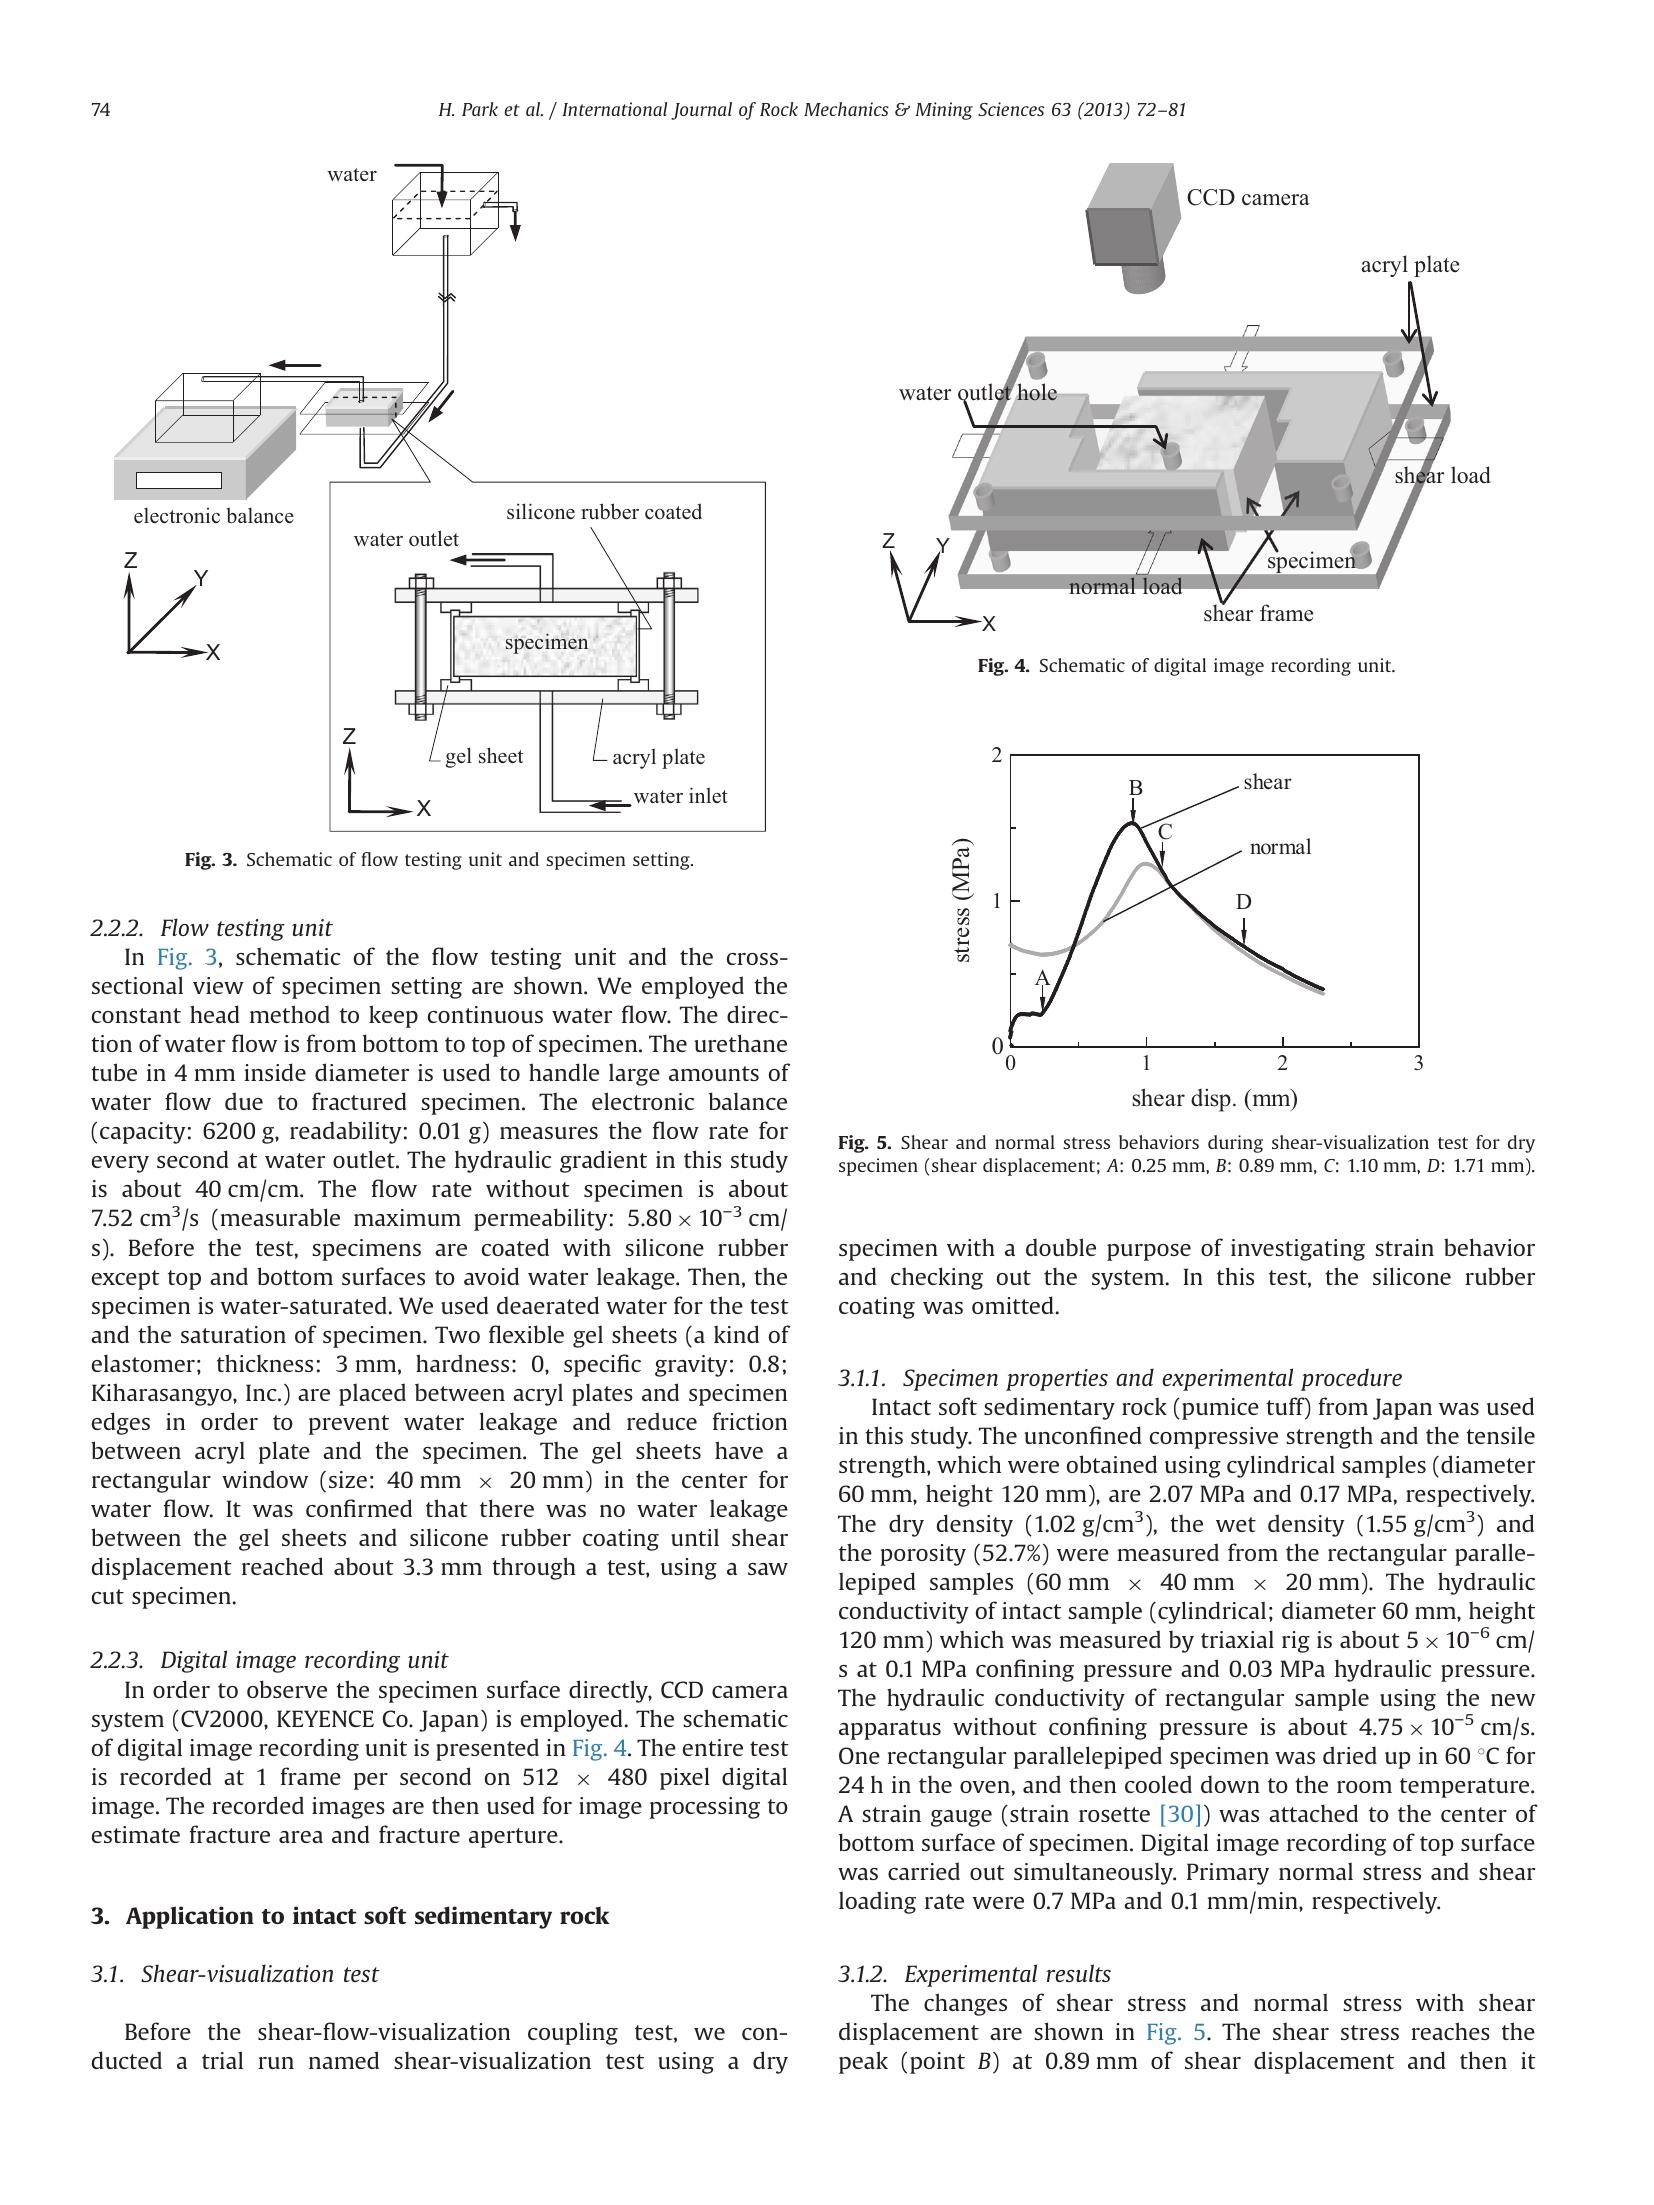 74
H. Park et al. / International Journal of Rock Mechanics & Mining Sciences 63 (2013) 72–81
water
electronic balance
Z
Y
X
silicone rubber coated
water outlet
specimen
gel sheet
acryl plate
water inlet
Z
X
Fig. 3. Schematic of flow testing unit and specimen setting.
2.2.2. Flow testing unit
In Fig. 3, schematic of the flow testing unit and the cross-
sectional view of specimen setting are shown. We employed the
constant head method to keep continuous water flow. The direc-
tion of water flow is from bottom to top of specimen. The urethane
tube in 4 mm inside diameter is used to handle large amounts of
water flow due to fractured specimen. The electronic balance
(capacity: 6200 g, readability: 0.01 g) measures the flow rate for
every second at water outlet. The hydraulic gradient in this study
is about 40 cm/cm. The flow rate without specimen is about
7.52 cm³/s (measurable maximum permeability: 5.80 × 10⁻³ cm/
s). Before the test, specimens are coated with silicone rubber
except top and bottom surfaces to avoid water leakage. Then, the
specimen is water-saturated. We used deaerated water for the test
and the saturation of specimen. Two flexible gel sheets (a kind of
elastomer; thickness: 3 mm, hardness: 0, specific gravity: 0.8;
Kiharasangyo, Inc.) are placed between acryl plates and specimen
edges in order to prevent water leakage and reduce friction
between acryl plate and the specimen. The gel sheets have a
rectangular window (size: 40 mm × 20 mm) in the center for
water flow. It was confirmed that there was no water leakage
between the gel sheets and silicone rubber coating until shear
displacement reached about 3.3 mm through a test, using a saw
cut specimen.
2.2.3. Digital image recording unit
In order to observe the specimen surface directly, CCD camera
system (CV2000, KEYENCE Co. Japan) is employed. The schematic
of digital image recording unit is presented in Fig. 4. The entire test
is recorded at 1 frame per second on 512 × 480 pixel digital
image. The recorded images are then used for image processing to
estimate fracture area and fracture aperture.
3. Application to intact soft sedimentary rock
3.1. Shear-visualization test
Before the shear-flow-visualization coupling test, we con-
ducted a trial run named shear-visualization test using a dry
CCD camera
acryl plate
water outlet hole
shear load
specimen
normal load
shear frame
Z
Y
X
Fig. 4. Schematic of digital image recording unit.
2
1
0
stress (MPa)
B
shear
C
normal
D
A
0 1 2 3
shear disp. (mm)
Fig. 5. Shear and normal stress behaviors during shear-visualization test for dry
specimen (shear displacement; A: 0.25 mm, B: 0.89 mm, C: 1.10 mm, D: 1.71 mm).
specimen with a double purpose of investigating strain behavior
and checking out the system. In this test, the silicone rubber
coating was omitted.
3.1.1. Specimen properties and experimental procedure
Intact soft sedimentary rock (pumice tuff) from Japan was used
in this study. The unconfined compressive strength and the tensile
strength, which were obtained using cylindrical samples (diameter
60 mm, height 120 mm), are 2.07 MPa and 0.17 MPa, respectively.
The dry density (1.02 g/cm³), the wet density (1.55 g/cm³) and
the porosity (52.7%) were measured from the rectangular paralle-
lepiped samples (60 mm × 40 mm × 20 mm). The hydraulic
conductivity of intact sample (cylindrical; diameter 60 mm, height
120 mm) which was measured by triaxial rig is about 5 × 10⁻⁶ cm/
s at 0.1 MPa confining pressure and 0.03 MPa hydraulic pressure.
The hydraulic conductivity of rectangular sample using the new
apparatus without confining pressure is about 4.75 × 10⁻⁵ cm/s.
One rectangular parallelepiped specimen was dried up in 60 °C for
24 h in the oven, and then cooled down to the room temperature.
A strain gauge (strain rosette [30]) was attached to the center of
bottom surface of specimen. Digital image recording of top surface
was carried out simultaneously. Primary normal stress and shear
loading rate were 0.7 MPa and 0.1 mm/min, respectively.
3.1.2. Experimental results
The changes of shear stress and normal stress with shear
displacement are shown in Fig. 5. The shear stress reaches the
peak (point B) at 0.89 mm of shear displacement and then it